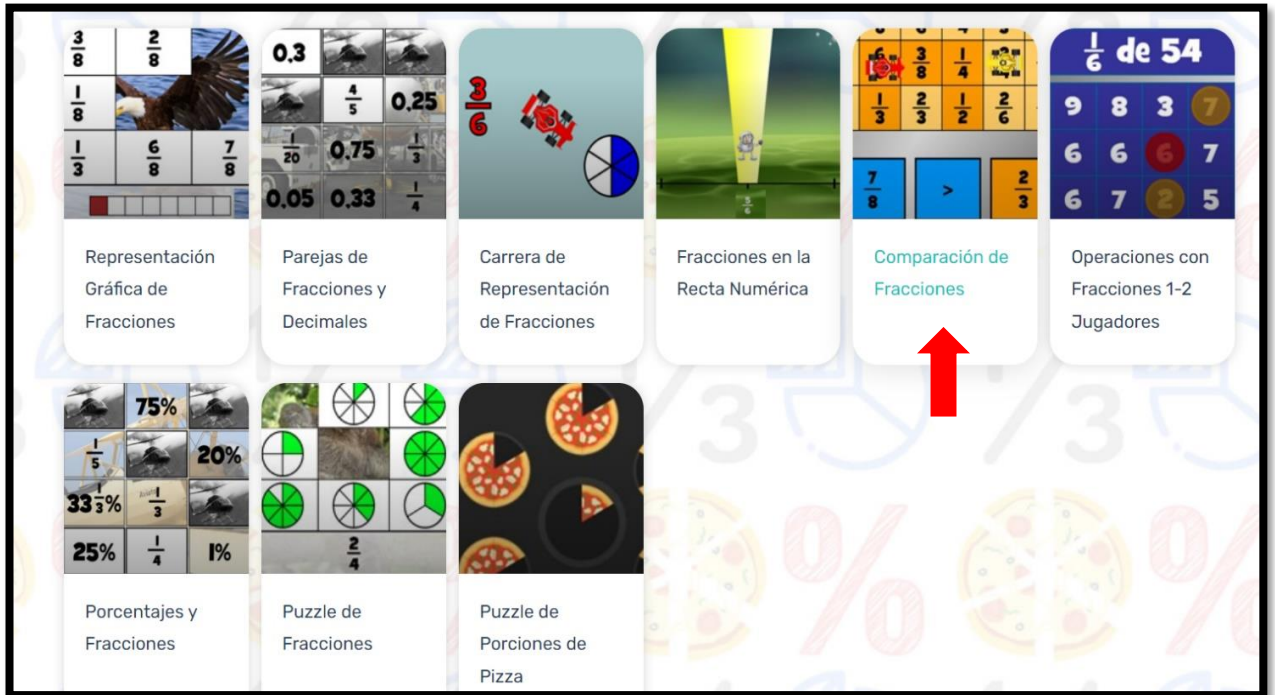 3/8 2/8
1/8
1/3 6/8 7/8
Representación
Gráfica de
Fracciones
0,3
4/5 0,25
1/20 0,75 1/3
0,05 0,33 1/4
Parejas de
Fracciones y
Decimales
3/6
Carrera de
Representación
de Fracciones
5/6
Fracciones en la
Recta Numérica
3/8 1/4
1/3 2/3 1/2 2/6
7/8 > 2/3
Comparación de
Fracciones
1/6 de 54
9 8 3 7
6 6 6 7
6 7 2 5
Operaciones con
Fracciones 1-2
Jugadores
75%
1/5 20%
33 1/3% 1/3
25% 1/4 1%
Porcentajes y
Fracciones
2/4
Puzzle de
Fracciones
Puzzle de
Porciones de
Pizza
/3 /3
% %